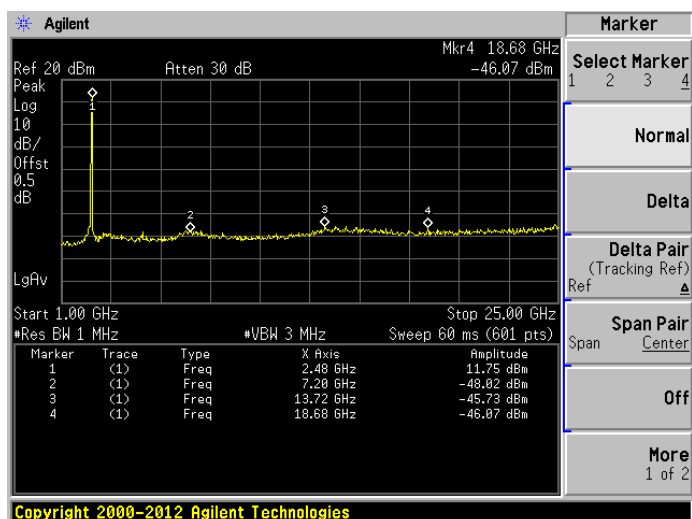 Agilent
Marker
Mkr4 18.68 GHz
Ref 20 dBm Atten 30 dB -46.07 dBm
Peak
Log
10
dB/
Offst
0.5
dB
LgAv
1
2
3
4
Start 1.00 GHz Stop 25.00 GHz
#Res BW 1 MHz #VBW 3 MHz Sweep 60 ms (601 pts)
Marker Trace Type X Axis Amplitude
1 (1) Freq 2.48 GHz 11.75 dBm
2 (1) Freq 7.20 GHz -48.02 dBm
3 (1) Freq 13.72 GHz -45.73 dBm
4 (1) Freq 18.68 GHz -46.07 dBm
Copyright 2000-2012 Agilent Technologies
Select Marker
1 2 3 4
Normal
Delta
Delta Pair
(Tracking Ref)
Ref Δ
Span Pair
Span Center
Off
More
1 of 2